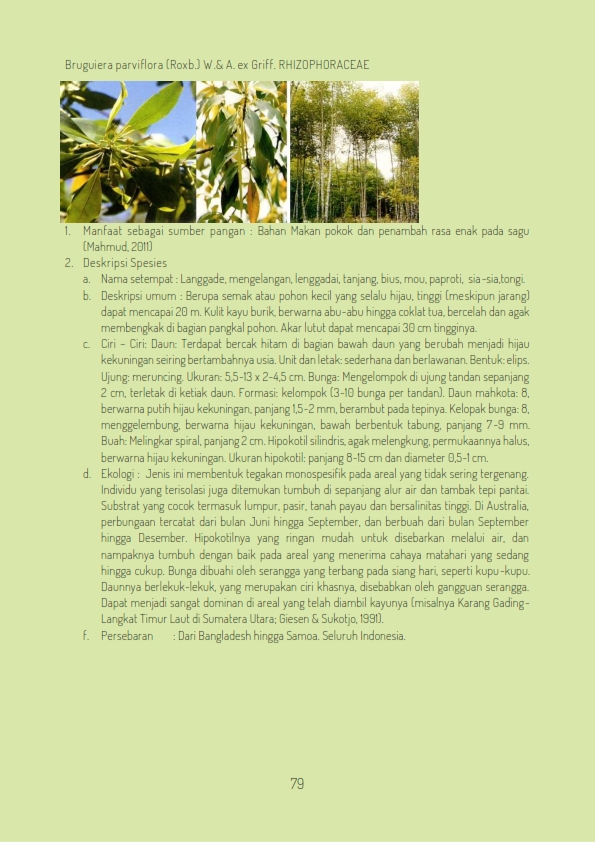 Bruguiera parviflora (Roxb.) W.& A. ex Griff. RHIZOPHORACEAE
1. Manfaat sebagai sumber pangan : Bahan Makan pokok dan penambah rasa enak pada sagu
(Mahmud, 2011)
2. Deskripsi Spesies
a. Nama setempat : Langgade, mengelangan, lenggadai, tanjang, bius, mou, paproti, sia-sia,tongi.
b. Deskripsi umum : Berupa semak atau pohon kecil yang selalu hijau, tinggi (meskipun jarang)
dapat mencapai 20 m. Kulit kayu burik, berwarna abu-abu hingga coklat tua, bercelah dan agak
membengkak di bagian pangkal pohon. Akar lutut dapat mencapai 30 cm tingginya.
c. Ciri - Ciri: Daun: Terdapat bercak hitam di bagian bawah daun yang berubah menjadi hijau
kekuningan seiring bertambahnya usia. Unit dan letak: sederhana dan berlawanan. Bentuk: elips.
Ujung: meruncing. Ukuran: 5,5-13 x 2-4,5 cm. Bunga: Mengelompok di ujung tandan sepanjang
2 cm, terletak di ketiak daun. Formasi: kelompok (3-10 bunga per tandan). Daun mahkota: 8,
berwarna putih hijau kekuningan, panjang 1,5-2 mm, berambut pada tepinya. Kelopak bunga: 8,
menggelembung, berwarna hijau kekuningan, bawah berbentuk tabung, panjang 7-9 mm.
Buah: Melingkar spiral, panjang 2 cm. Hipokotil silindris, agak melengkung, permukaannya halus,
berwarna hijau kekuningan. Ukuran hipokotil: panjang 8-15 cm dan diameter 0,5-1 cm.
d. Ekologi : Jenis ini membentuk tegakan monospesifik pada areal yang tidak sering tergenang.
Individu yang terisolasi juga ditemukan tumbuh di sepanjang alur air dan tambak tepi pantai.
Substrat yang cocok termasuk lumpur, pasir, tanah payau dan bersalinitas tinggi. Di Australia,
perbungaan tercatat dari bulan Juni hingga September, dan berbuah dari bulan September
hingga Desember. Hipokotilnya yang ringan mudah untuk disebarkan melalui air, dan
nampaknya tumbuh dengan baik pada areal yang menerima cahaya matahari yang sedang
hingga cukup. Bunga dibuahi oleh serangga yang terbang pada siang hari, seperti kupu-kupu.
Daunnya berlekuk-lekuk, yang merupakan ciri khasnya, disebabkan oleh gangguan serangga.
Dapat menjadi sangat dominan di areal yang telah diambil kayunya (misalnya Karang Gading-
Langkat Timur Laut di Sumatera Utara; Giesen & Sukotjo, 1991).
f. Persebaran : Dari Bangladesh hingga Samoa. Seluruh Indonesia.
79